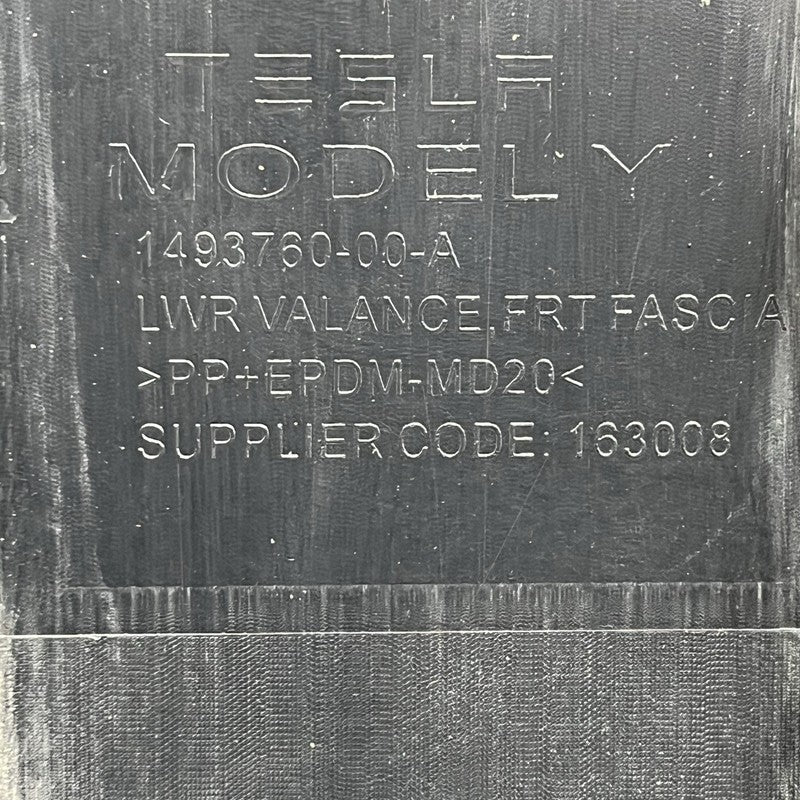 TESLA
MODEL Y
1493760-00-A
LWR VALANCE, FRT FASCIA
>PP+EPDM-MD20<
SUPPLIER CODE: 163008